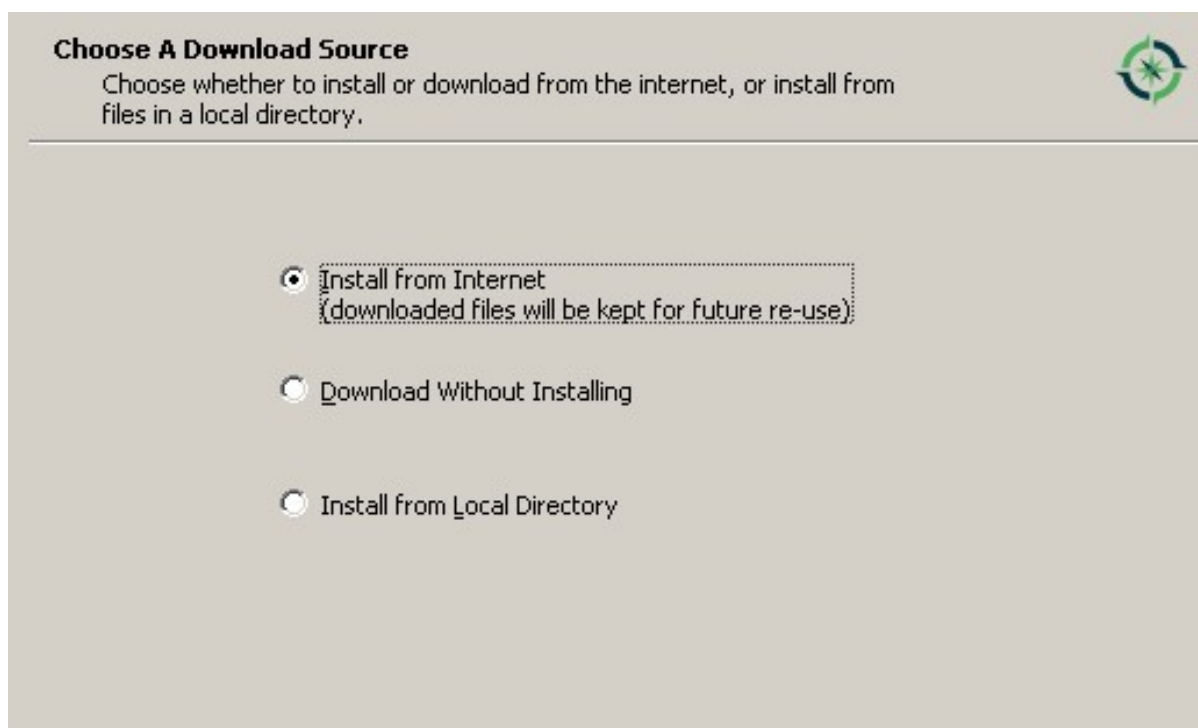 Choose A Download Source
Choose whether to install or download from the internet, or install from
files in a local directory.
Install from Internet
(downloaded files will be kept for future re-use)
Download Without Installing
Install from Local Directory